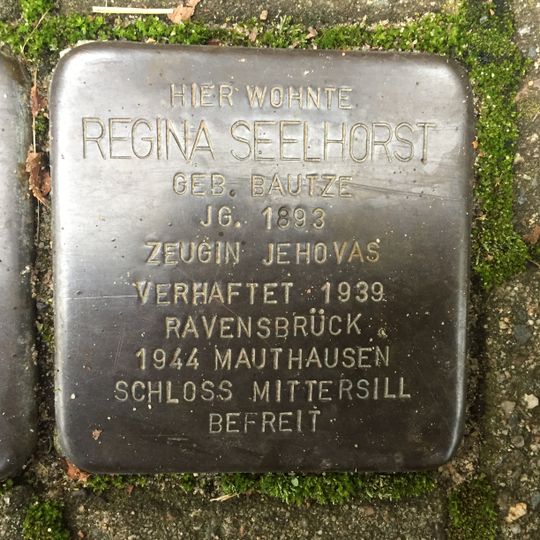 HIER WOHNTE
REGINA SEELHORST
GEB. BAUTZE
JG. 1893
ZEUGIN JEHOVAS
VERHAFTET 1939
RAVENSBRÜCK
1944 MAUTHAUSEN
SCHLOSS MITTERSILL
BEFREIT